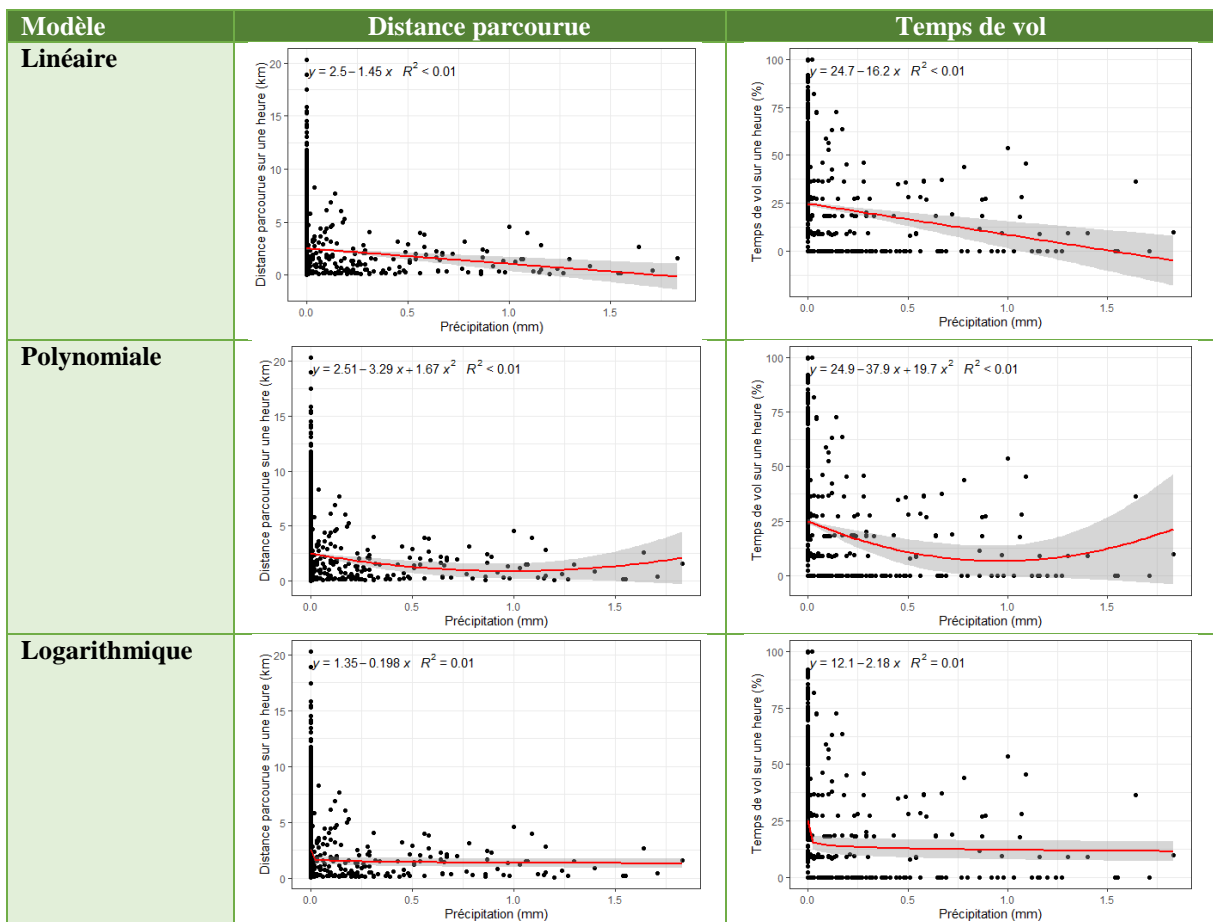 Modèle Distance parcourue Temps de vol
Linéaire
y = 2.5 − 1.45 x R² < 0.01
Distance parcourue sur une heure (km)
20
15
10
5
0
0.0 0.5 1.0 1.5
Précipitation (mm)
y = 24.7 − 16.2 x R² < 0.01
Temps de vol sur une heure (%)
100
75
50
25
0
0.0 0.5 1.0 1.5
Précipitation (mm)
Polynomiale
y = 2.51 − 3.29 x + 1.67 x² R² < 0.01
Distance parcourue sur une heure (km)
20
15
10
5
0
0.0 0.5 1.0 1.5
Précipitation (mm)
y = 24.9 − 37.9 x + 19.7 x² R² < 0.01
Temps de vol sur une heure (%)
100
75
50
25
0
0.0 0.5 1.0 1.5
Précipitation (mm)
Logarithmique
y = 1.35 − 0.198 x R² = 0.01
Distance parcourue sur une heure (km)
20
15
10
5
0
0.0 0.5 1.0 1.5
Précipitation (mm)
y = 12.1 − 2.18 x R² = 0.01
Temps de vol sur une heure (%)
100
75
50
25
0
0.0 0.5 1.0 1.5
Précipitation (mm)